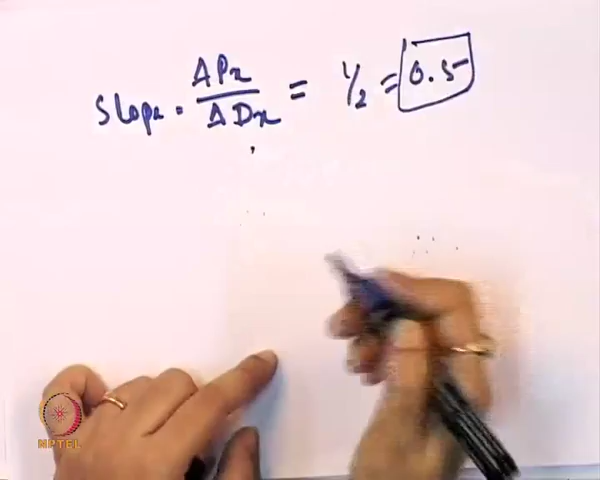 Slope = ΔPx / ΔDx = 1/2 = 0.5
NPTEL